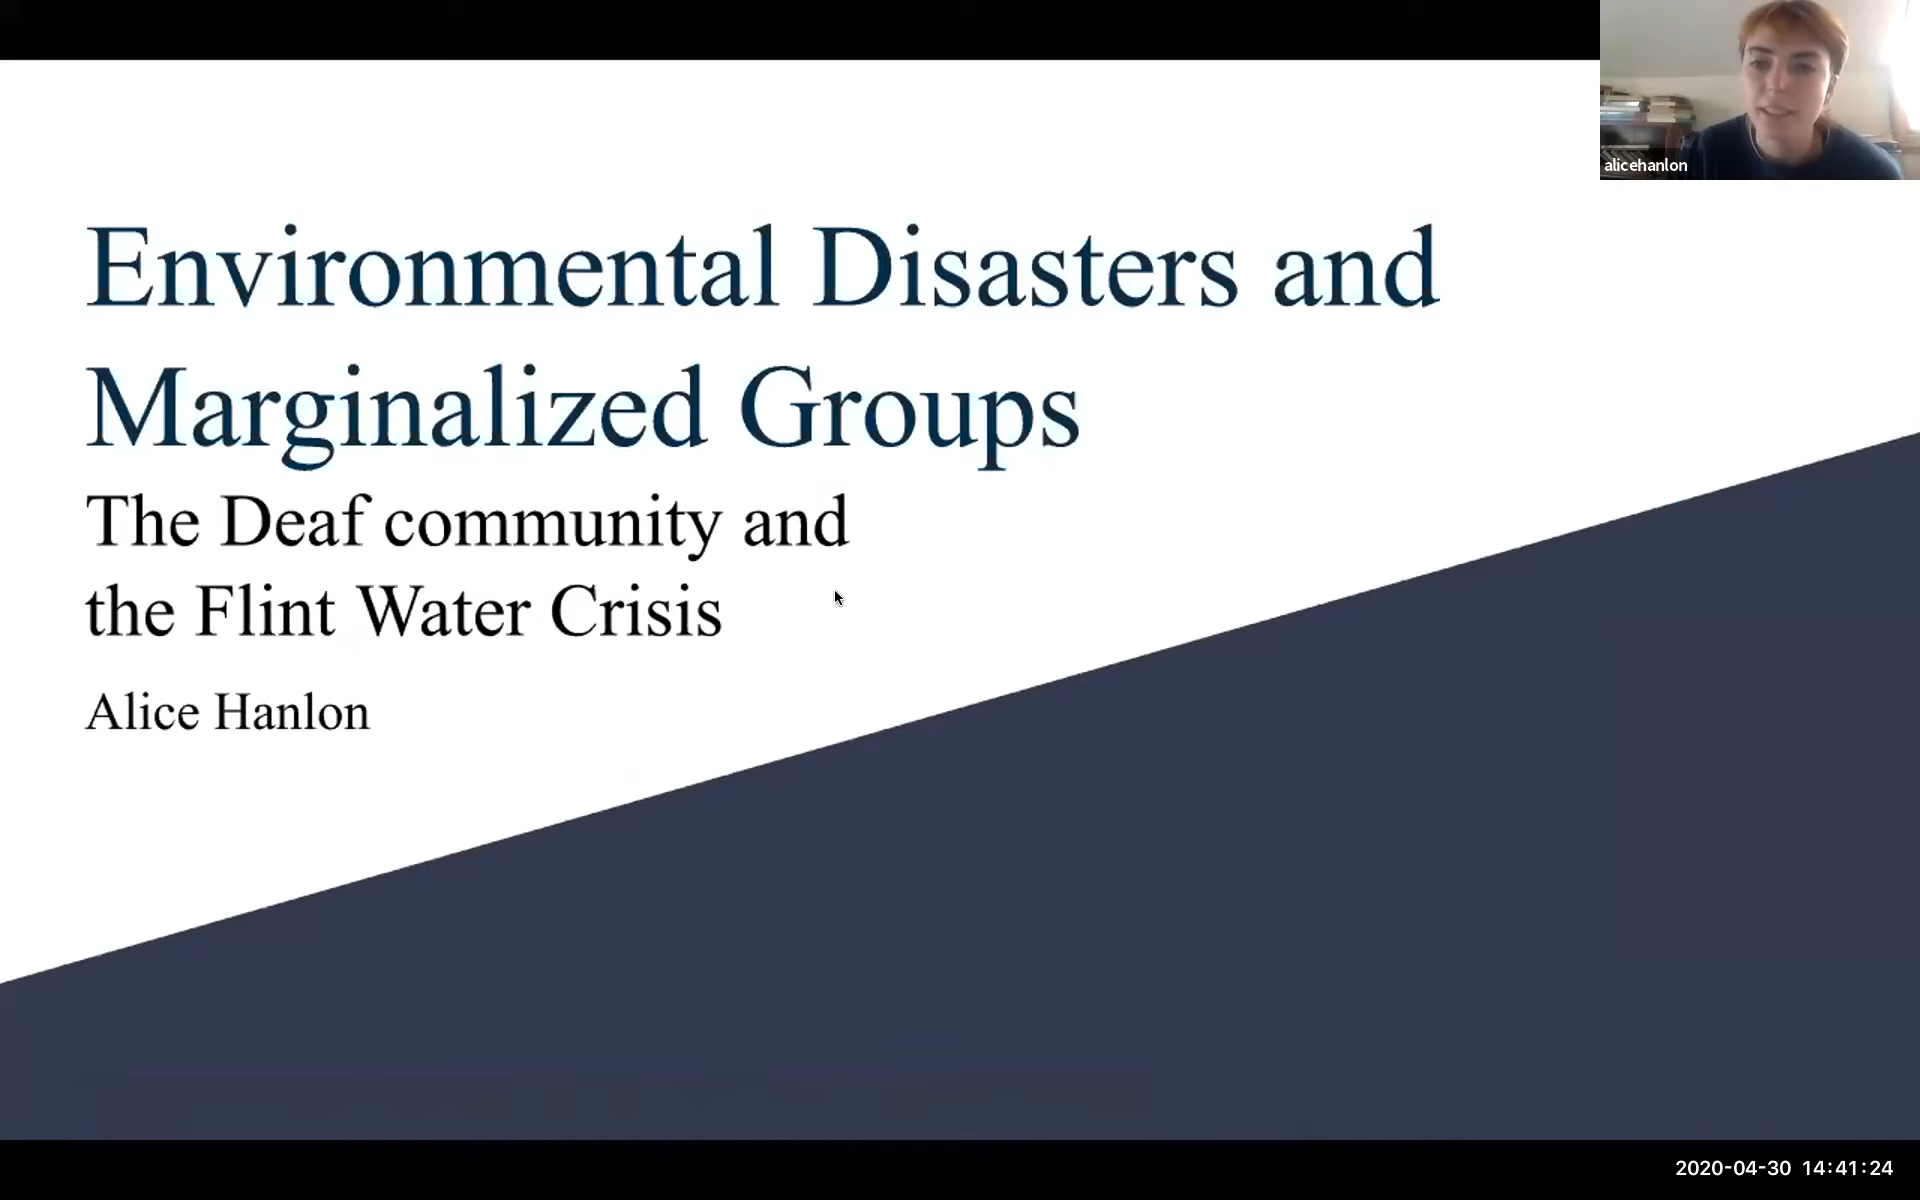 alicehanlon
Environmental Disasters and
Marginalized Groups
The Deaf community and
the Flint Water Crisis
Alice Hanlon
2020-04-30 14:41:24